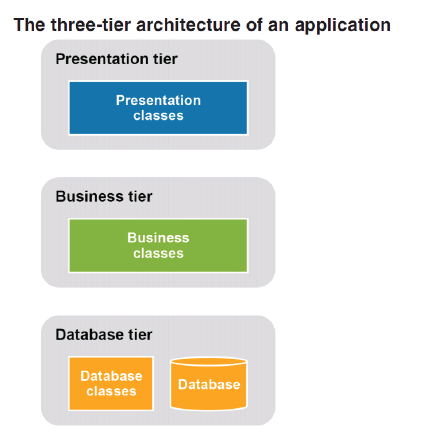 The three-tier architecture of an application
Presentation tier
Presentation
classes
Business tier
Business
classes
Database tier
Database
classes
Database